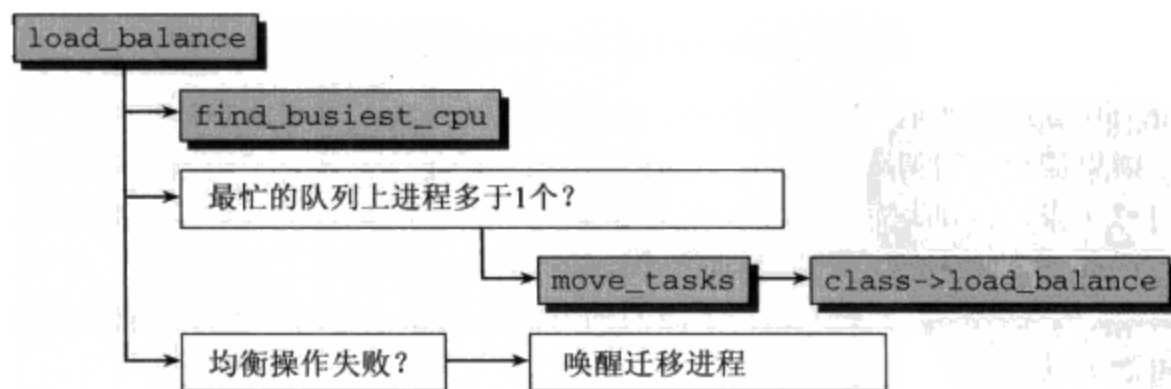 load_balance
find_busiest_cpu
最忙的队列上进程多于1个?
move_tasks
class->load_balance
均衡操作失败?
唤醒迁移进程